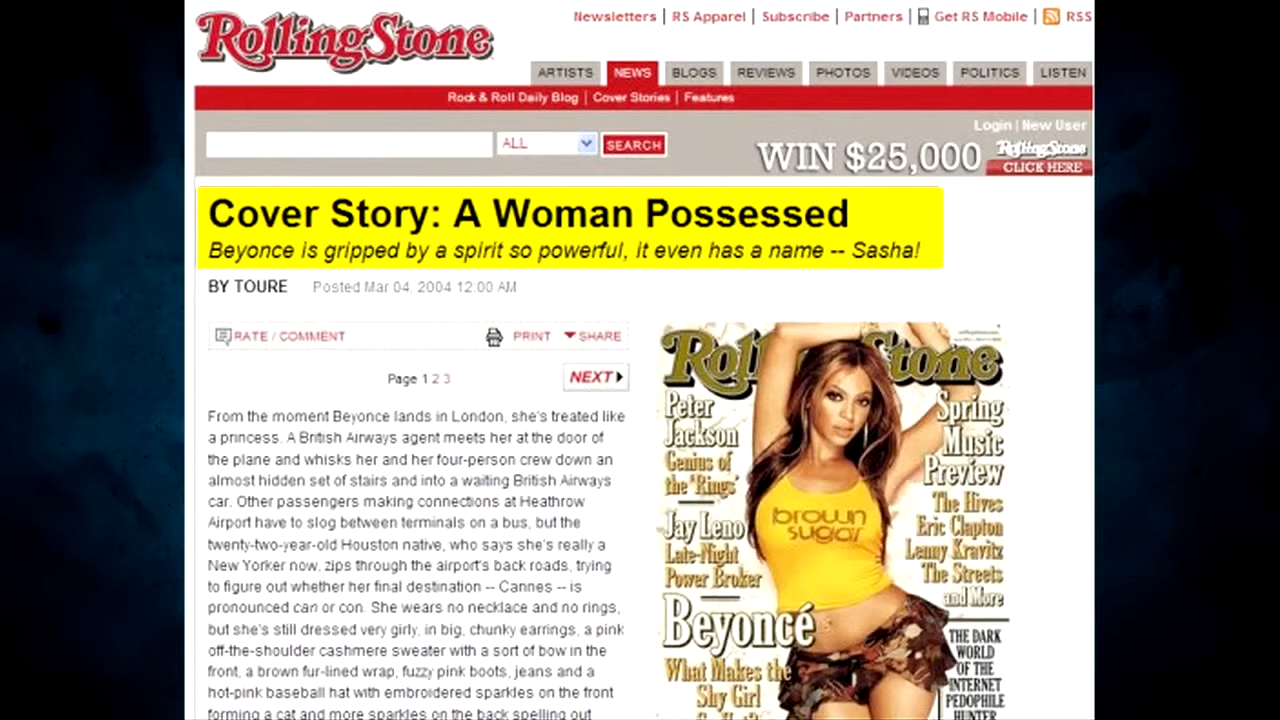 Newsletters | RS Apparel | Subscribe | Partners | Get RS Mobile | RSS
RollingStone
ARTISTS NEWS BLOGS REVIEWS PHOTOS VIDEOS POLITICS LISTEN
Rock & Roll Daily Blog | Cover Stories | Features
Login | New User
ALL SEARCH
WIN $25,000
RollingStone
CLICK HERE
Cover Story: A Woman Possessed
Beyonce is gripped by a spirit so powerful, it even has a name -- Sasha!
BY TOURE Posted Mar 04, 2004 12:00 AM
RATE / COMMENT PRINT SHARE
Page 1 2 3 NEXT
From the moment Beyonce lands in London, she's treated like
a princess. A British Airways agent meets her at the door of
the plane and whisks her and her four-person crew down an
almost hidden set of stairs and into a waiting British Airways
car. Other passengers making connections at Heathrow
Airport have to slog between terminals on a bus, but the
twenty-two-year-old Houston native, who says she's really a
New Yorker now, zips through the airport's back roads, trying
to figure out whether her final destination -- Cannes -- is
pronounced can or con. She wears no necklace and no rings,
but she's still dressed very girly, in big, chunky earrings, a pink
off-the-shoulder cashmere sweater with a sort of bow in the
front, a brown fur-lined wrap, fuzzy pink boots, jeans and a
hot-pink baseball hat with embroidered sparkles on the front
forming a cat and more sparkles on the back spelling out
Rolling Stone
Peter
Jackson
Genius of
the 'Rings'
Jay Leno
Late-Night
Power Broker
Beyoncé
What Makes the
Shy Girl
brown
sugar
Spring
Music
Preview
The Hives
Eric Clapton
Lenny Kravitz
The Streets
and More
THE DARK
WORLD
OF THE
INTERNET
PEDOPHILE
HUNTER